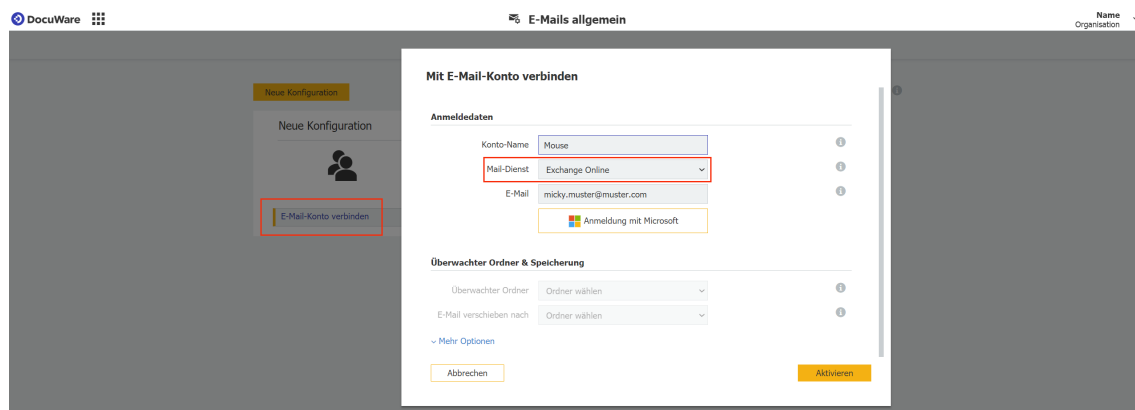 DocuWare
E-Mails allgemein
Name
Organisation
Neue Konfiguration
Neue Konfiguration
E-Mail-Konto verbinden
Mit E-Mail-Konto verbinden
Anmeldedaten
Konto-Name Mouse
Mail-Dienst Exchange Online
E-Mail micky.muster@muster.com
Anmeldung mit Microsoft
Überwachter Ordner & Speicherung
Überwachter Ordner Ordner wählen
E-Mail verschieben nach Ordner wählen
Mehr Optionen
Abbrechen Aktivieren